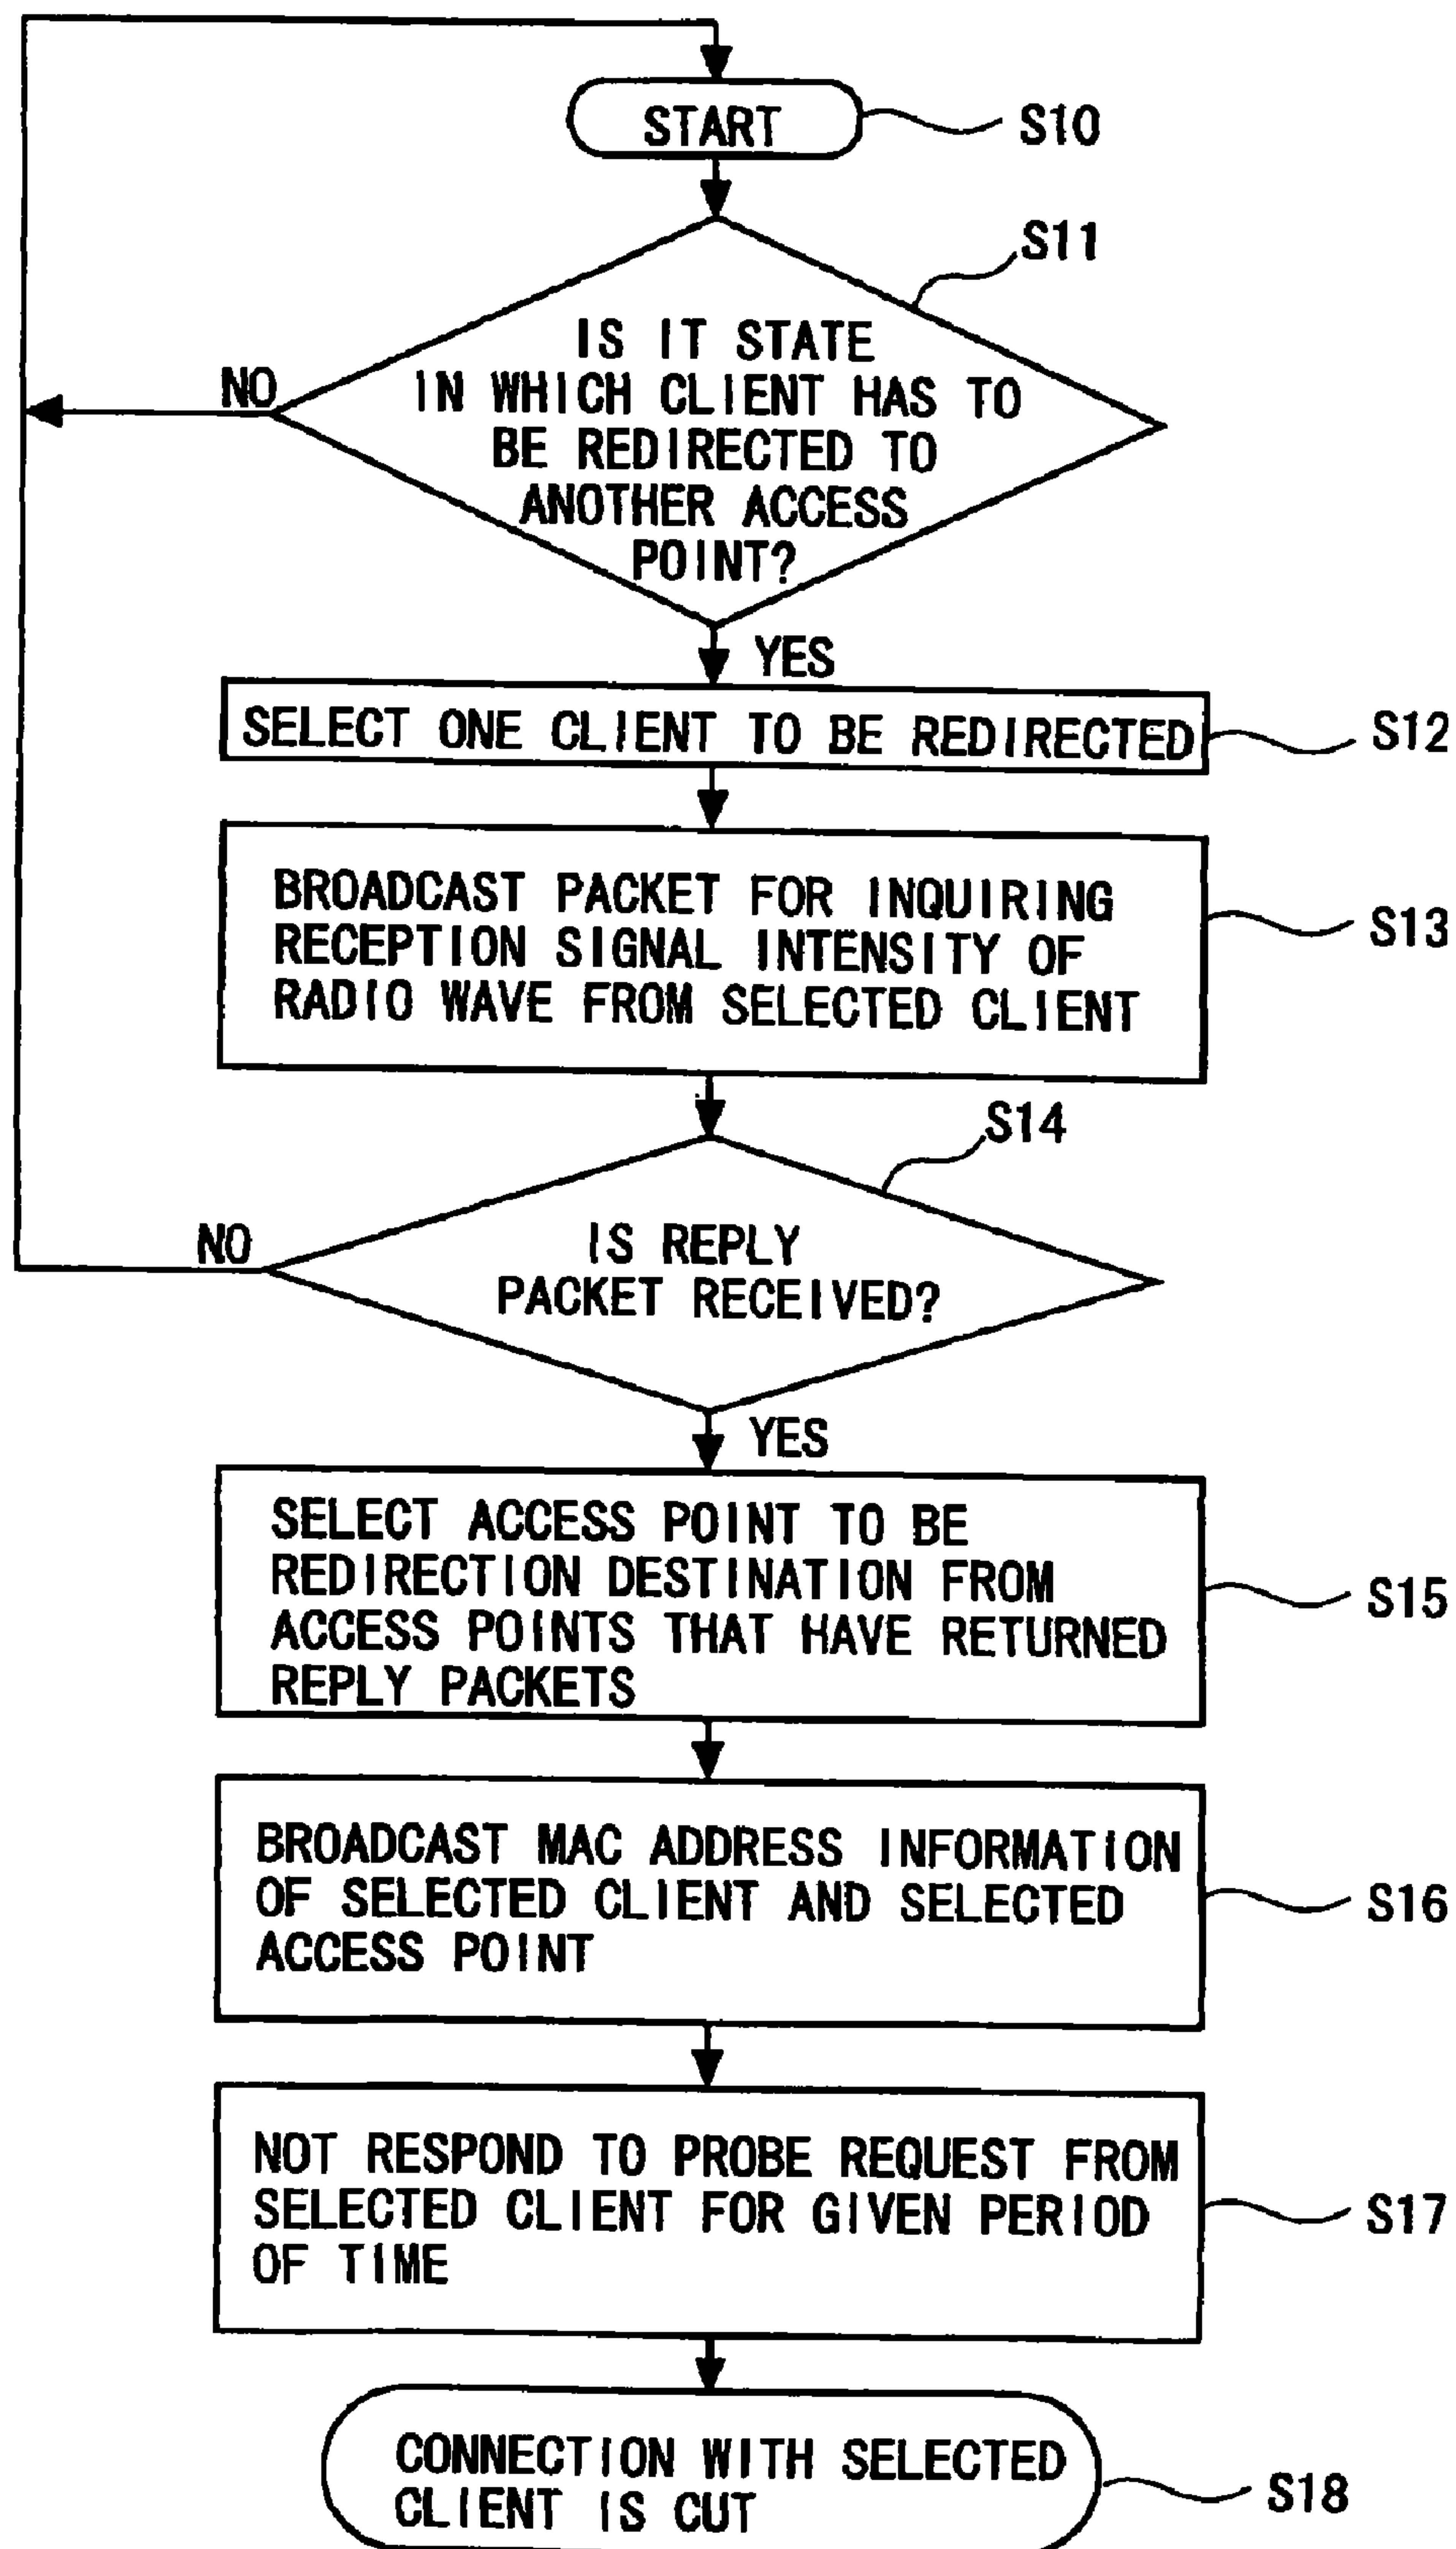 START
S10
S11
IS IT STATE
IN WHICH CLIENT HAS TO
BE REDIRECTED TO
ANOTHER ACCESS
POINT?
NO
YES
SELECT ONE CLIENT TO BE REDIRECTED
S12
BROADCAST PACKET FOR INQUIRING
RECEPTION SIGNAL INTENSITY OF
RADIO WAVE FROM SELECTED CLIENT
S13
S14
IS REPLY
PACKET RECEIVED?
NO
YES
SELECT ACCESS POINT TO BE
REDIRECTION DESTINATION FROM
ACCESS POINTS THAT HAVE RETURNED
REPLY PACKETS
S15
BROADCAST MAC ADDRESS INFORMATION
OF SELECTED CLIENT AND SELECTED
ACCESS POINT
S16
NOT RESPOND TO PROBE REQUEST FROM
SELECTED CLIENT FOR GIVEN PERIOD
OF TIME
S17
CONNECTION WITH SELECTED
CLIENT IS CUT
S18